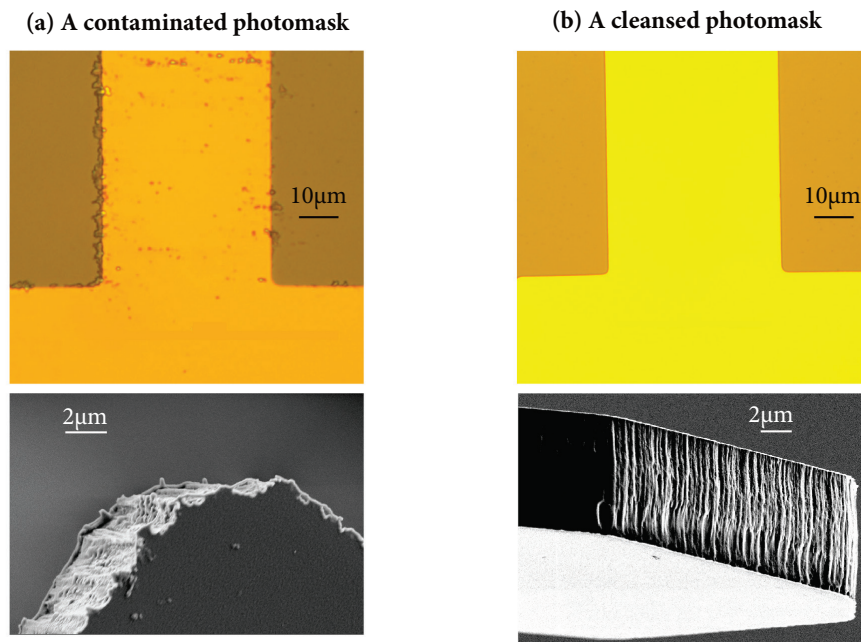 (a) A contaminated photomask
(b) A cleansed photomask
10μm
10μm
2μm
2μm